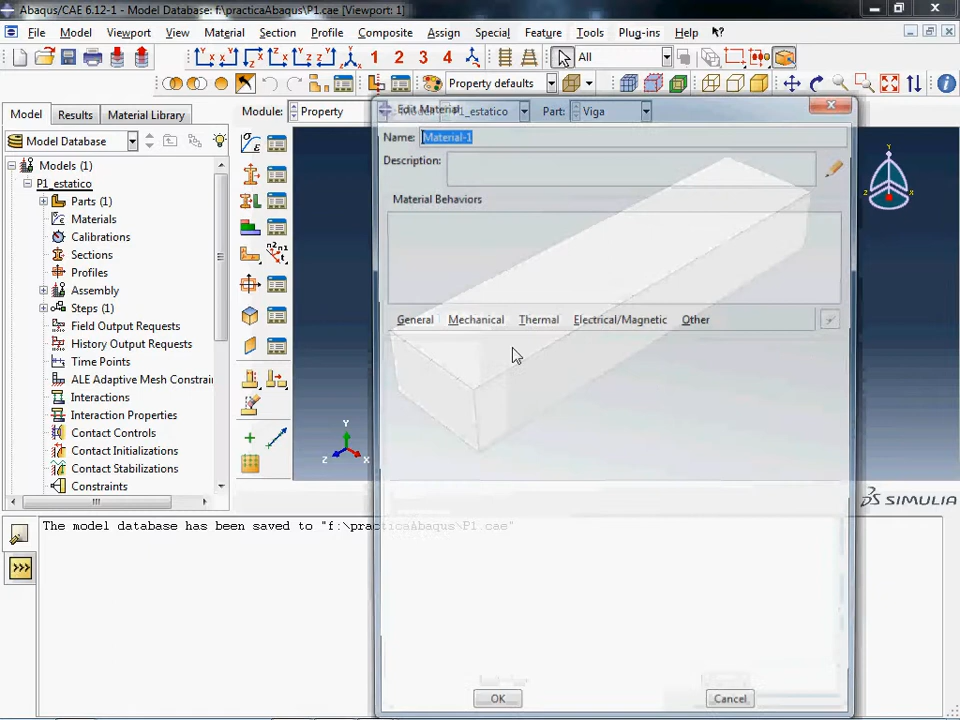 Abaqus/CAE 6.12-1 - Model Database: f:\practicaAbaqus\P1.cae [Viewport: 1]
File Model Viewport View Material Section Profile Composite Assign Special Feature Tools Plug-ins Help
1 2 3 4 All
Property defaults
Model Results Material Library Module: Property P1_estatico Part: Viga
Edit Material
Model Database
Name: Material-1
Description:
Material Behaviors
General Mechanical Thermal Electrical/Magnetic Other
Models (1)
P1_estatico
Parts (1)
Materials
Calibrations
Sections
Profiles
Assembly
Steps (1)
Field Output Requests
History Output Requests
Time Points
ALE Adaptive Mesh Constrai
Interactions
Interaction Properties
Contact Controls
Contact Initializations
Contact Stabilizations
Constraints
Y
Z
X
Y
Z
X
SIMULIA
The model database has been saved to "f:\practicaAbaqus\P1.cae"
OK Cancel